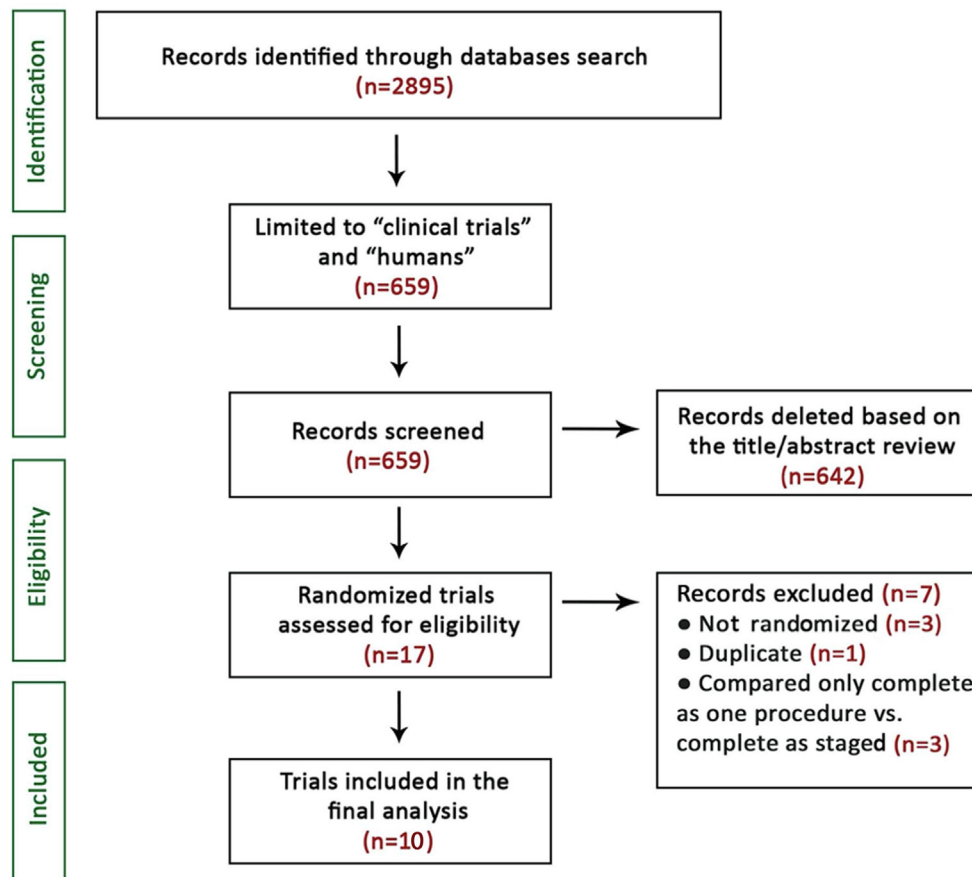 Identification
Records identified through databases search
(n=2895)
Limited to “clinical trials”
and “humans”
(n=659)
Screening
Records screened
(n=659)
Records deleted based on
the title/abstract review
(n=642)
Eligibility
Randomized trials
assessed for eligibility
(n=17)
Records excluded (n=7)
● Not randomized (n=3)
● Duplicate (n=1)
● Compared only complete
as one procedure vs.
complete as staged (n=3)
Included
Trials included in the
final analysis
(n=10)